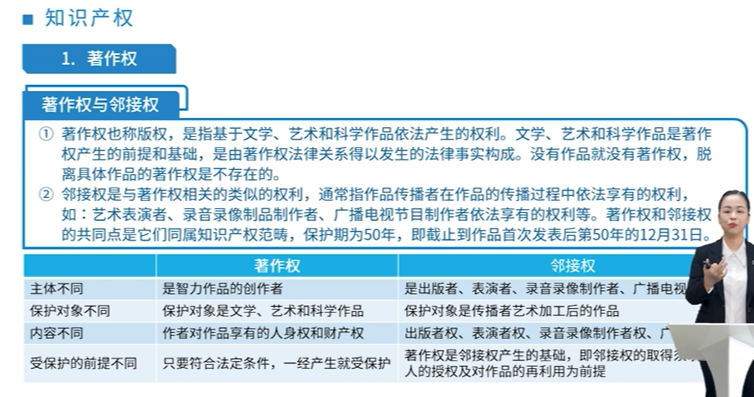 知识产权
1. 著作权
著作权与邻接权
① 著作权也称版权，是指基于文学、艺术和科学作品依法产生的权利。文学、艺术和科学作品是著作
权产生的前提和基础，是由著作权法律关系得以发生的法律事实构成。没有作品就没有著作权，脱
离具体作品的著作权是不存在的。
② 邻接权是与著作权相关的类似的权利，通常指作品传播者在作品的传播过程中依法享有的权利，
如：艺术表演者、录音录像制品制作者、广播电视节目制作者依法享有的权利等。著作权和邻接权
的共同点是它们同属知识产权范畴，保护期为50年，即截止到作品首次发表后第50年的12月31日。
著作权 邻接权
主体不同 是智力作品的创作者 是出版者、表演者、录音录像制作者、广播电视
保护对象不同 保护对象是文学、艺术和科学作品 保护对象是传播者艺术加工后的作品
内容不同 作者对作品享有的人身权和财产权 出版者权、表演者权、录音录像制作者权、
受保护的前提不同 只要符合法定条件，一经产生就受保护 著作权是邻接权产生的基础，即邻接权的取得须
人的授权及对作品的再利用为前提